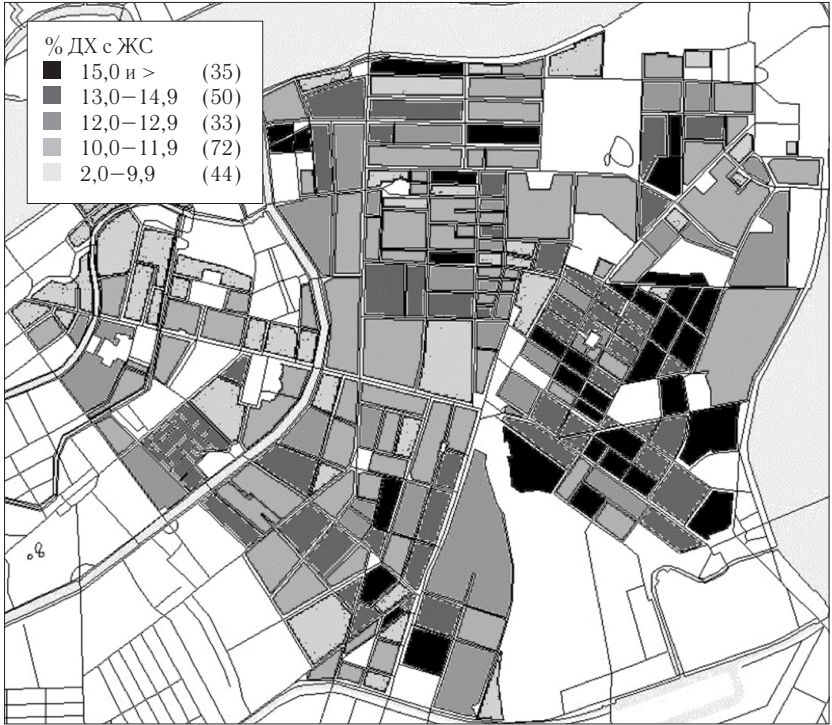 % ДХ с ЖС
15,0 и > (35)
13,0–14,9 (50)
12,0–12,9 (33)
10,0–11,9 (72)
2,0–9,9 (44)